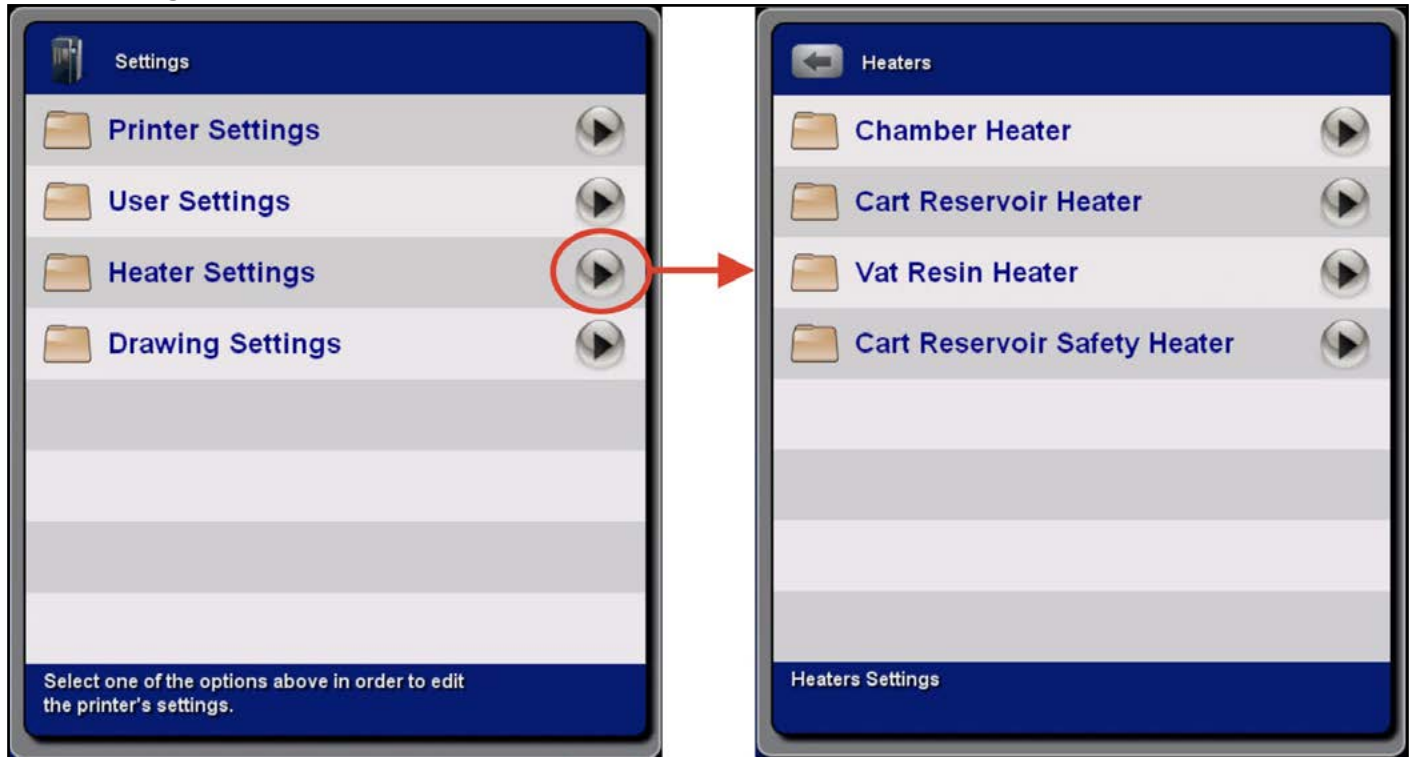 Settings
Printer Settings
User Settings
Heater Settings
Drawing Settings
Select one of the options above in order to edit
the printer's settings.
Heaters
Chamber Heater
Cart Reservoir Heater
Vat Resin Heater
Cart Reservoir Safety Heater
Heaters Settings